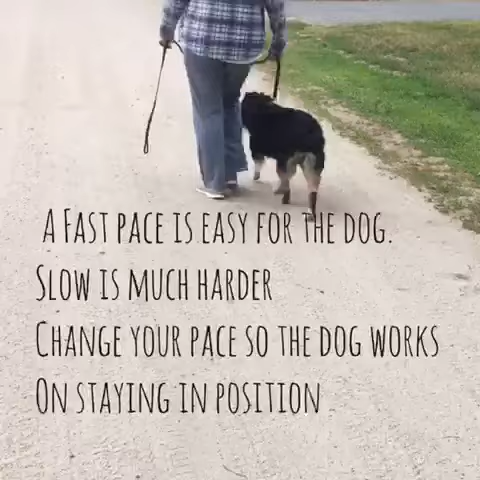 A Fast pace is easy for the dog.
Slow is much harder
Change your pace so the dog works
On staying in position